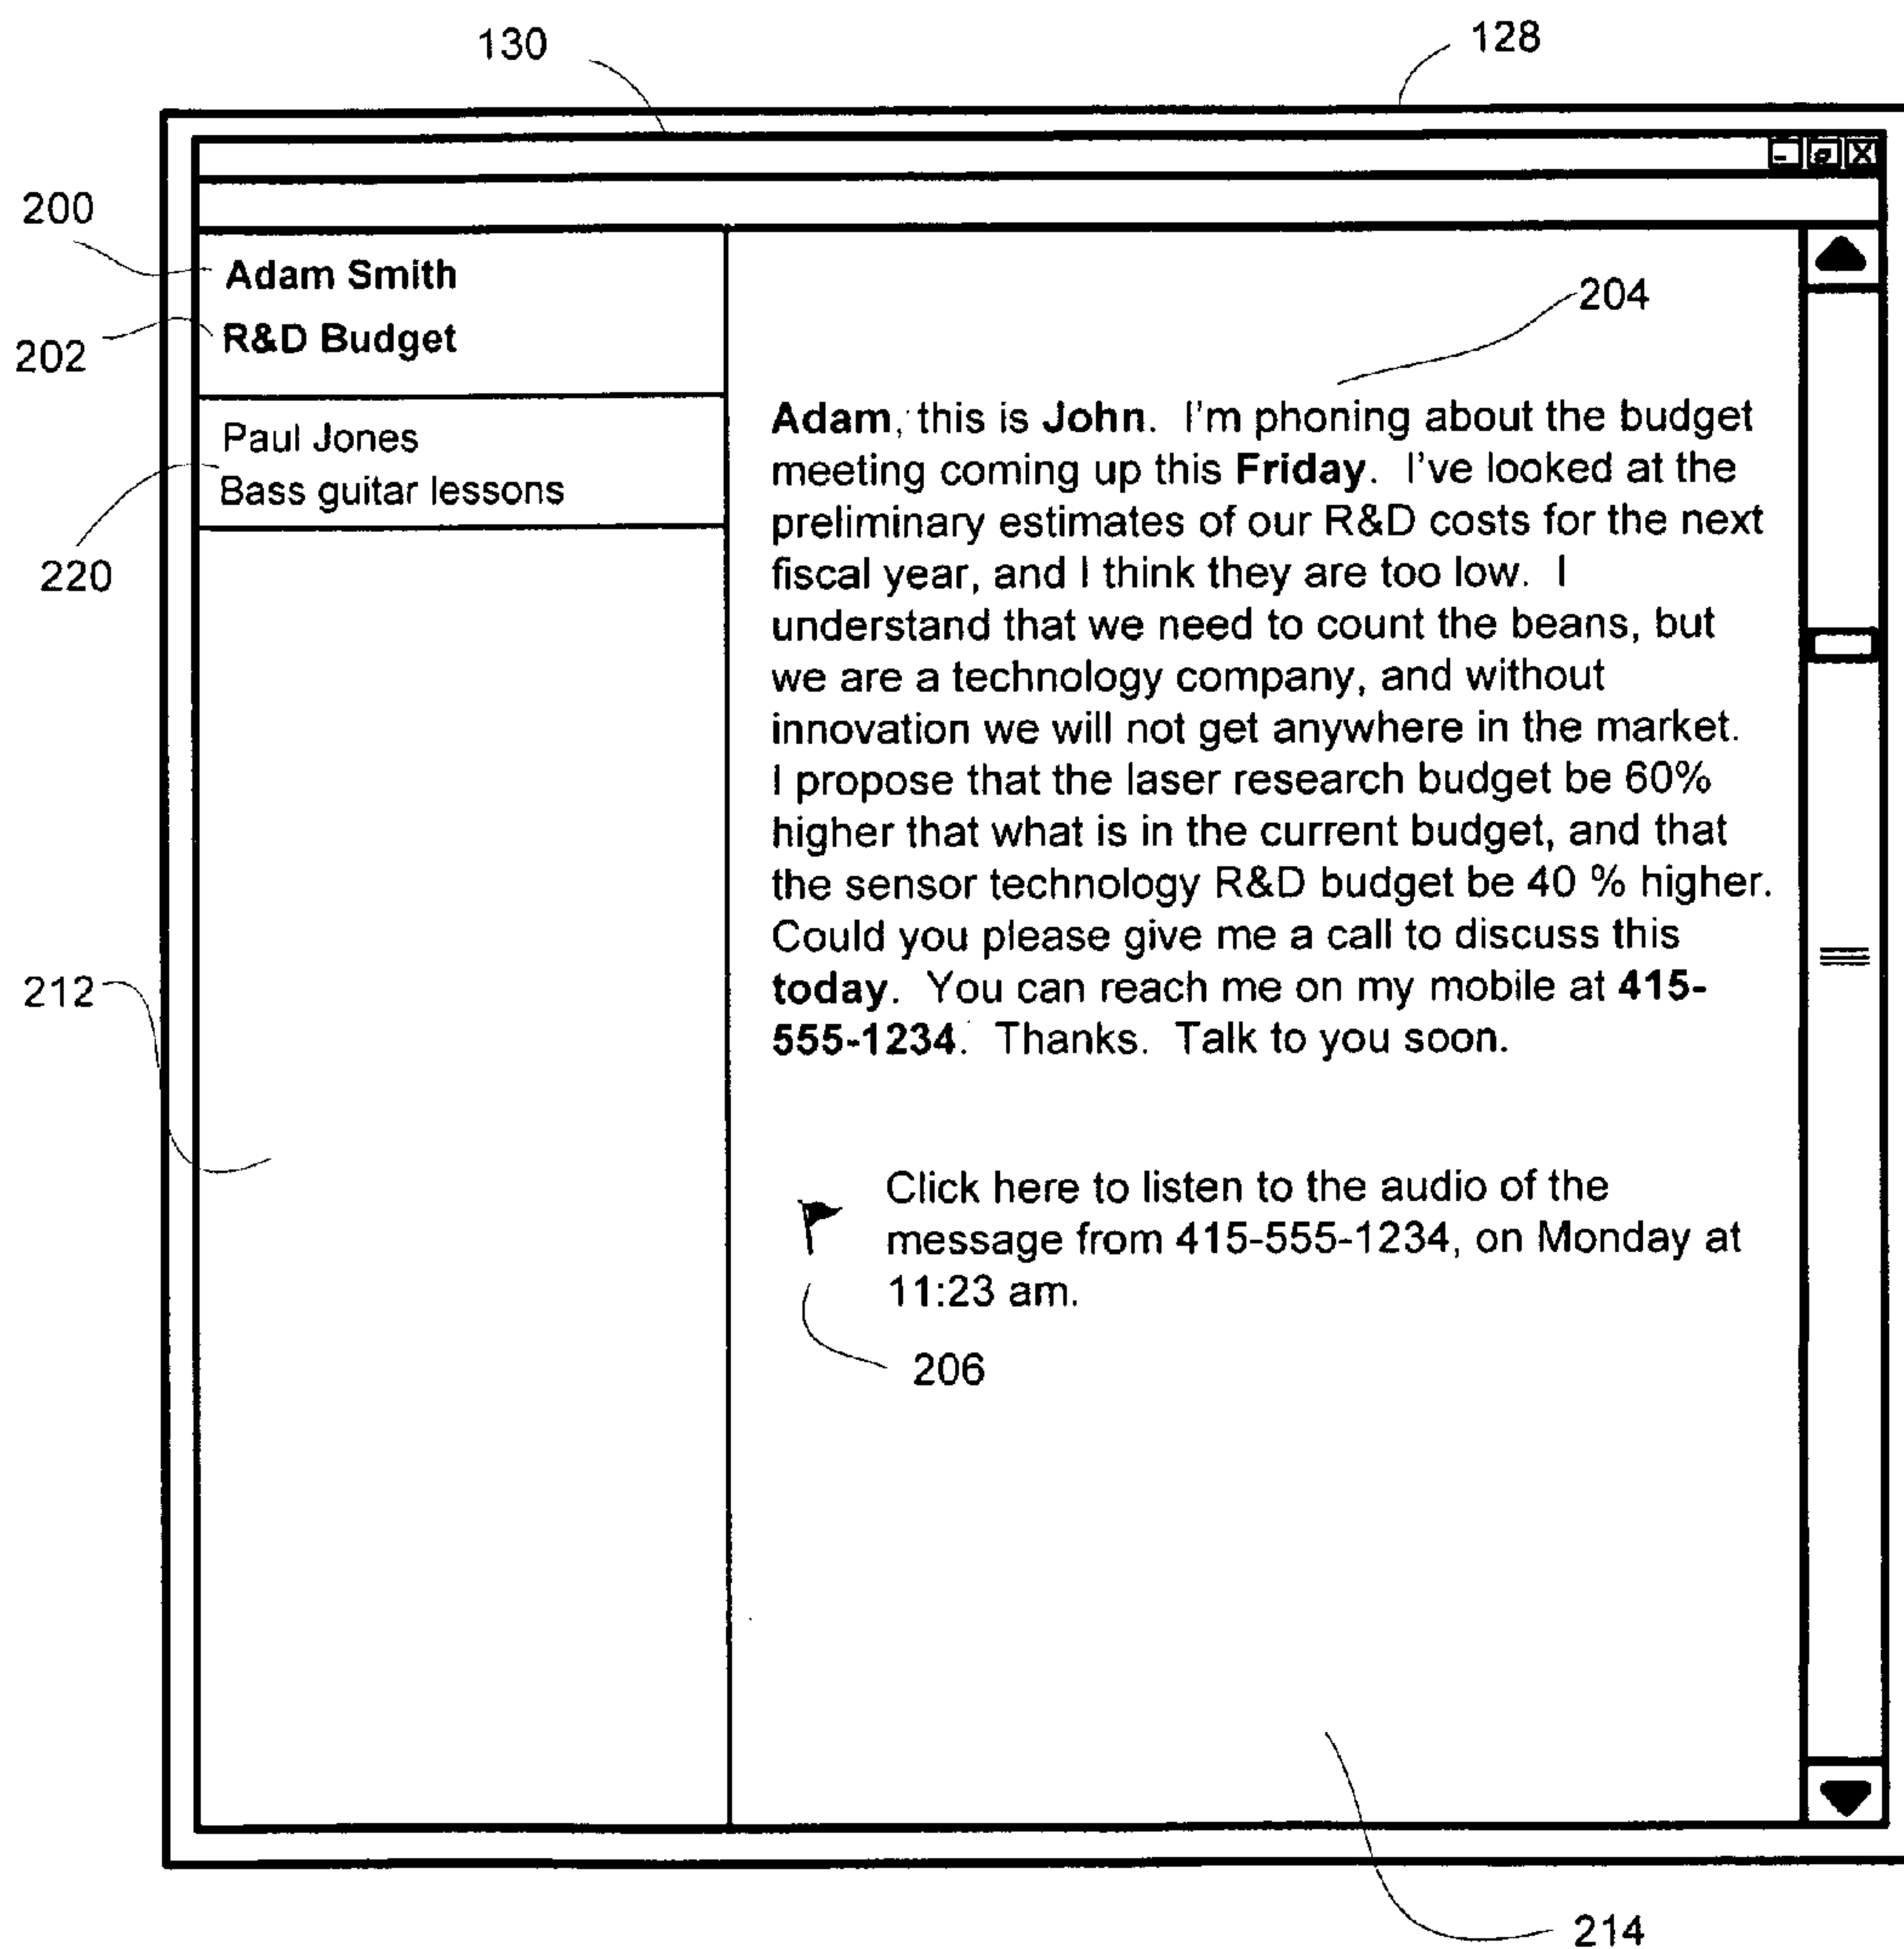 130
128
200
Adam Smith
204
202
R&D Budget
Paul Jones
Bass guitar lessons
220
Adam, this is John. I'm phoning about the budget
meeting coming up this Friday. I've looked at the
preliminary estimates of our R&D costs for the next
fiscal year, and I think they are too low. I
understand that we need to count the beans, but
we are a technology company, and without
innovation we will not get anywhere in the market.
I propose that the laser research budget be 60%
higher that what is in the current budget, and that
the sensor technology R&D budget be 40 % higher.
Could you please give me a call to discuss this
today. You can reach me on my mobile at 415-
555-1234. Thanks. Talk to you soon.
212
Click here to listen to the audio of the
message from 415-555-1234, on Monday at
11:23 am.
206
214